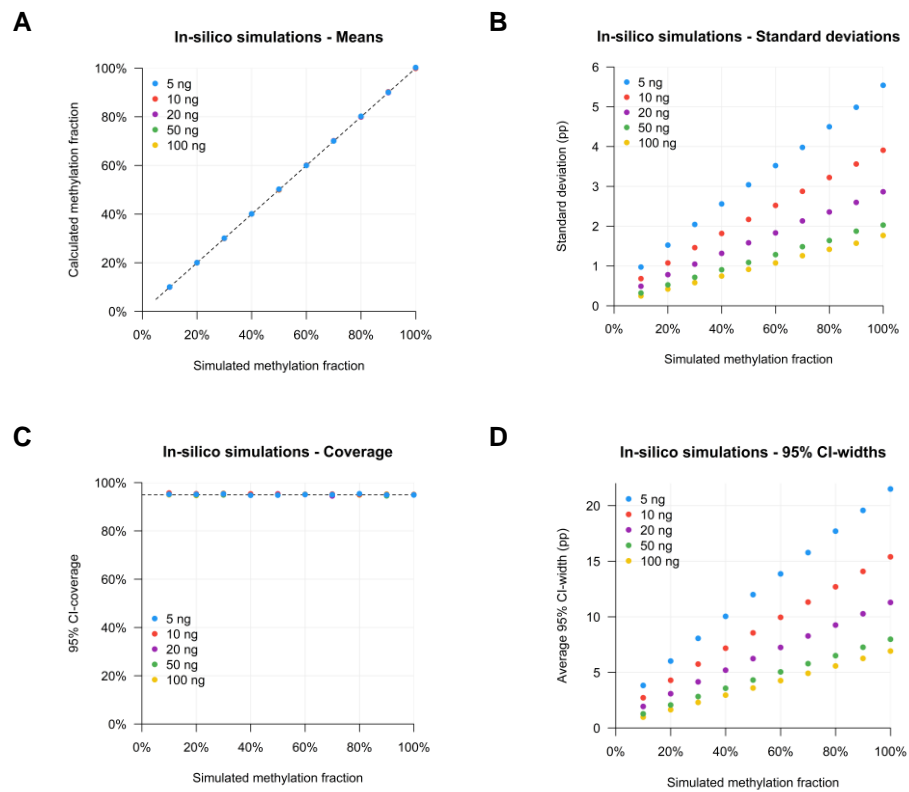 A
In-silico simulations - Means
Calculated methylation fraction
100%
80%
60%
40%
20%
0%
5 ng
10 ng
20 ng
50 ng
100 ng
0% 20% 40% 60% 80% 100%
Simulated methylation fraction
B
In-silico simulations - Standard deviations
Standard deviation (pp)
6
5
4
3
2
1
0
5 ng
10 ng
20 ng
50 ng
100 ng
0% 20% 40% 60% 80% 100%
Simulated methylation fraction
C
In-silico simulations - Coverage
95% CI-coverage
100%
80%
60%
40%
20%
0%
5 ng
10 ng
20 ng
50 ng
100 ng
0% 20% 40% 60% 80% 100%
Simulated methylation fraction
D
In-silico simulations - 95% CI-widths
Average 95% CI-width (pp)
20
15
10
5
0
5 ng
10 ng
20 ng
50 ng
100 ng
0% 20% 40% 60% 80% 100%
Simulated methylation fraction